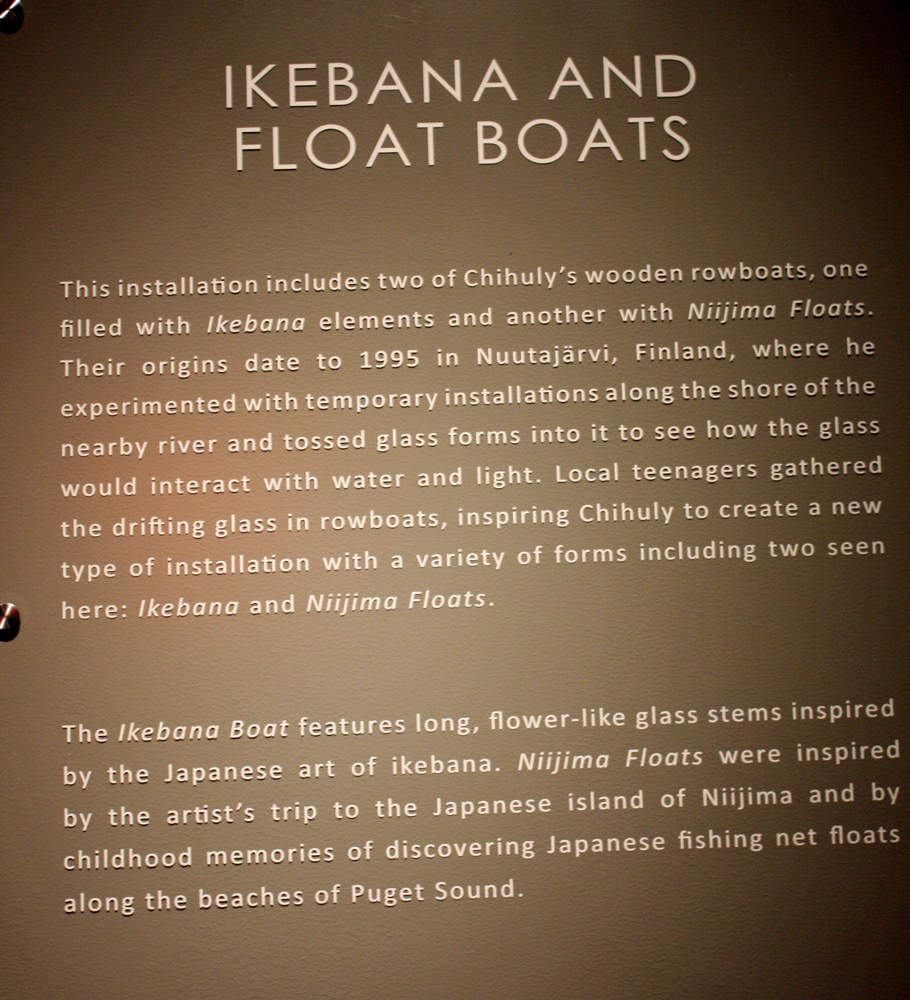 IKEBANA AND
FLOAT BOATS
This installation includes two of Chihuly's wooden rowboats, one
filled with Ikebana elements and another with Niijima Floats.
Their origins date to 1995 in Nuutajärvi, Finland, where he
experimented with temporary installations along the shore of the
nearby river and tossed glass forms into it to see how the glass
would interact with water and light. Local teenagers gathered
the drifting glass in rowboats, inspiring Chihuly to create a new
type of installation with a variety of forms including two seen
here: Ikebana and Niijima Floats.
The Ikebana Boat features long, flower-like glass stems inspired
by the Japanese art of ikebana. Niijima Floats were inspired
by the artist's trip to the Japanese island of Niijima and by
childhood memories of discovering Japanese fishing net floats
along the beaches of Puget Sound.